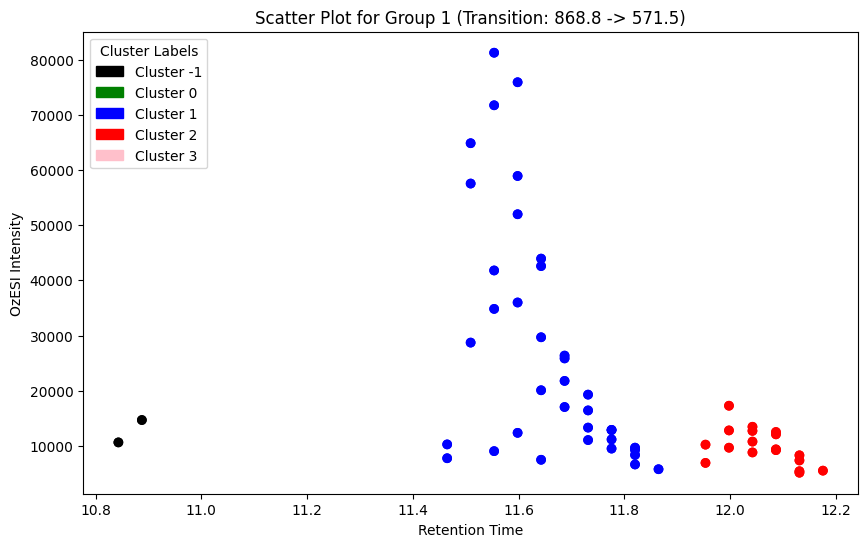 Scatter Plot for Group 1 (Transition: 868.8 -> 571.5)
Cluster Labels
Cluster -1
Cluster 0
Cluster 1
Cluster 2
Cluster 3
OzESI Intensity
80000
70000
60000
50000
40000
30000
20000
10000
10.8 11.0 11.2 11.4 11.6 11.8 12.0 12.2
Retention Time